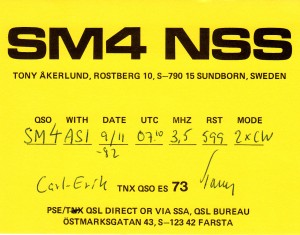 SM4 NSS
TONY ÅKERLUND, ROSTBERG 10, S-790 15 SUNDBORN, SWEDEN
QSO WITH DATE UTC MHZ RST MODE
SM4ASI 9/11 07.10 3,5 599 2xCW
-82
Carl-Erik TNX QSO ES 73 Tony
PSE/TNX QSL DIRECT OR VIA SSA, QSL BUREAU
ÖSTMARKSGATAN 43, S-123 42 FARSTA